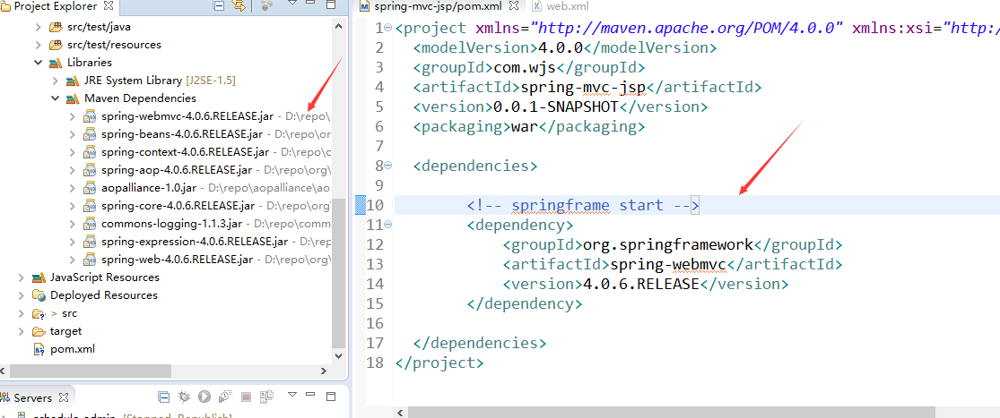 Project Explorer
src/test/java
src/test/resources
Libraries
JRE System Library [J2SE-1.5]
Maven Dependencies
spring-webmvc-4.0.6.RELEASE.jar - D:\repo\
spring-beans-4.0.6.RELEASE.jar - D:\repo\or
spring-context-4.0.6.RELEASE.jar - D:\repo\c
spring-aop-4.0.6.RELEASE.jar - D:\repo\org\
aopalliance-1.0.jar - D:\repo\aopalliance\ao
spring-core-4.0.6.RELEASE.jar - D:\repo\org
commons-logging-1.1.3.jar - D:\repo\comm
spring-expression-4.0.6.RELEASE.jar - D:\rep
spring-web-4.0.6.RELEASE.jar - D:\repo\org\
JavaScript Resources
Deployed Resources
> src
target
pom.xml
Servers
schedule-admin [Stopped, Republish]
spring-mvc-jsp/pom.xml
web.xml
1 <project xmlns="http://maven.apache.org/POM/4.0.0" xmlns:xsi="http:/
2 <modelVersion>4.0.0</modelVersion>
3 <groupId>com.wjs</groupId>
4 <artifactId>spring-mvc-jsp</artifactId>
5 <version>0.0.1-SNAPSHOT</version>
6 <packaging>war</packaging>
7
8 <dependencies>
9
10 <!-- springframe start -->
11 <dependency>
12 <groupId>org.springframework</groupId>
13 <artifactId>spring-webmvc</artifactId>
14 <version>4.0.6.RELEASE</version>
15 </dependency>
16
17 </dependencies>
18 </project>